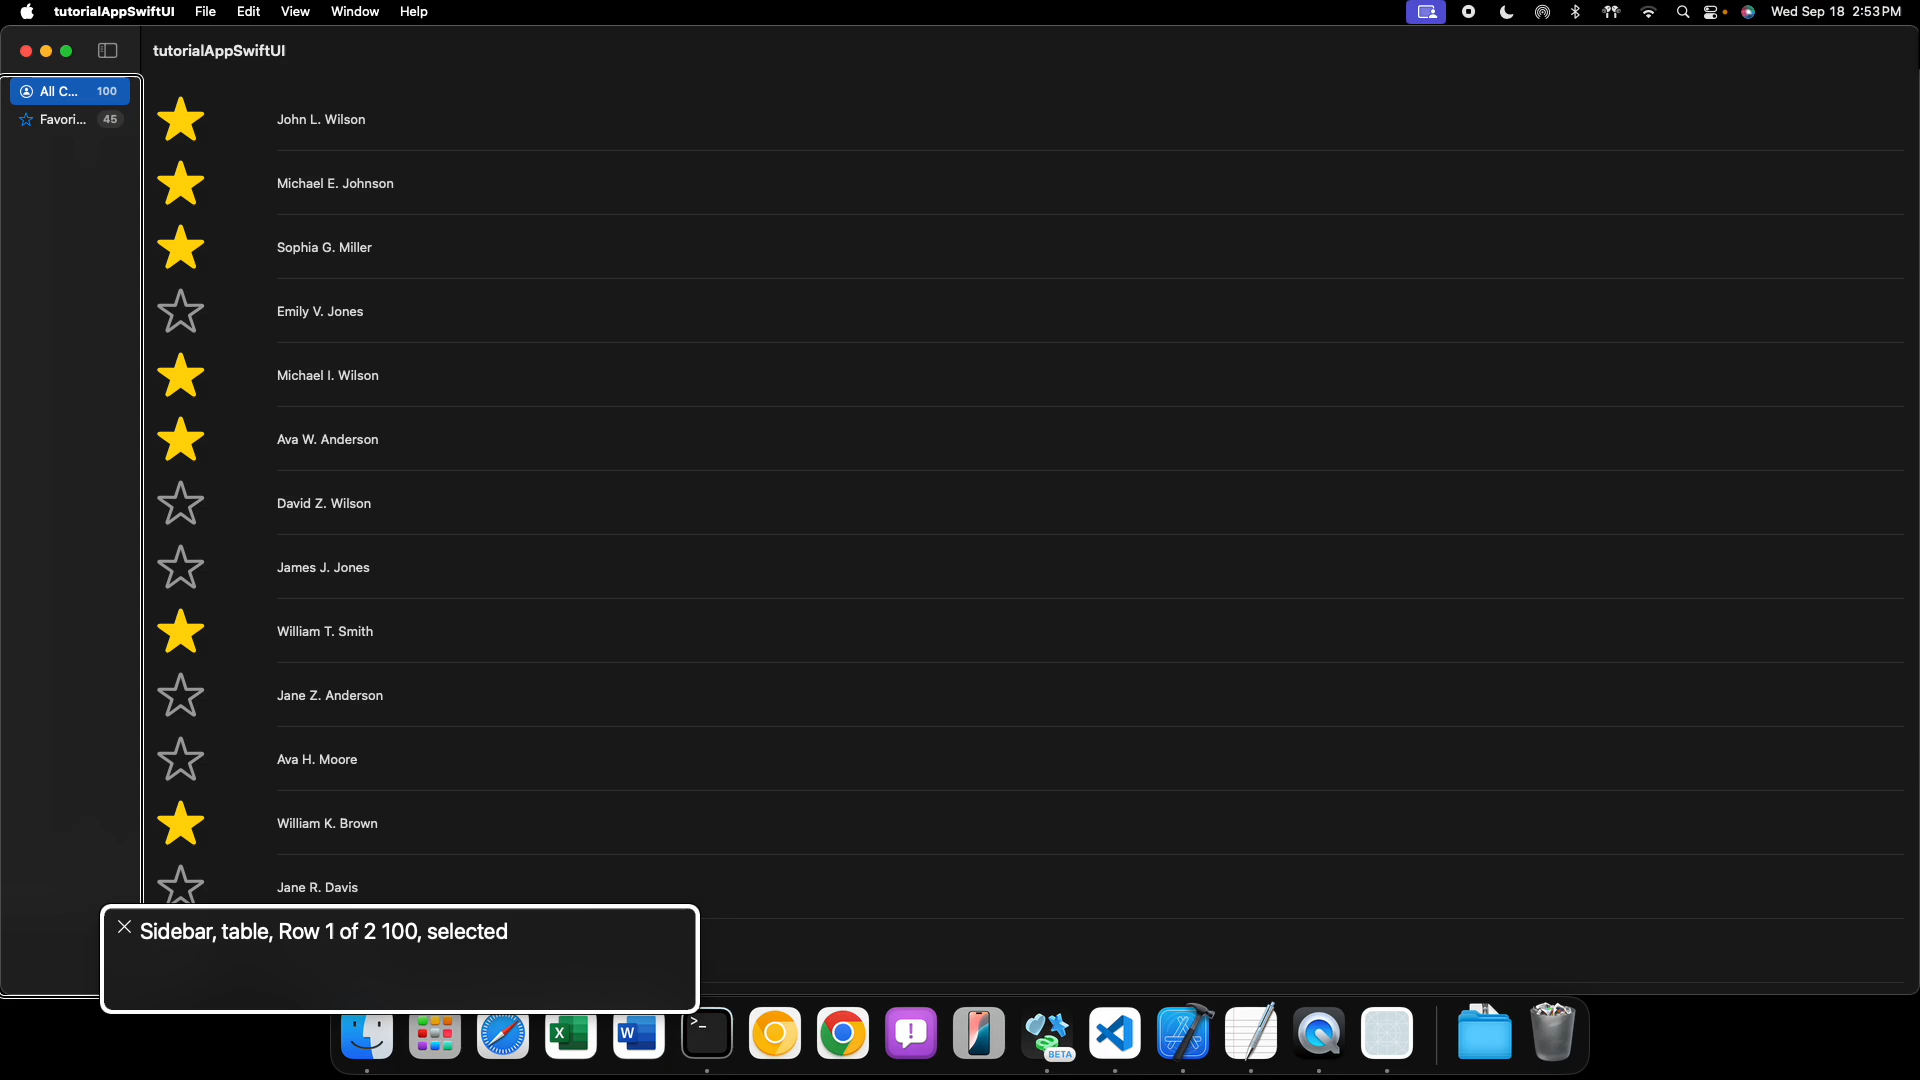 tutorialAppSwiftUI File Edit View Window Help Wed Sep 18 2:53 PM
tutorialAppSwiftUI
All C... 100
Favori... 45
John L. Wilson
Michael E. Johnson
Sophia G. Miller
Emily V. Jones
Michael I. Wilson
Ava W. Anderson
David Z. Wilson
James J. Jones
William T. Smith
Jane Z. Anderson
Ava H. Moore
William K. Brown
Jane R. Davis
Sidebar, table, Row 1 of 2 100, selected
BETA